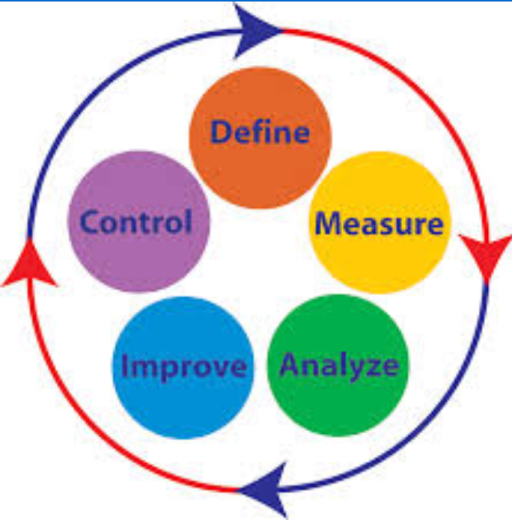 Define
Measure
Analyze
Improve
Control